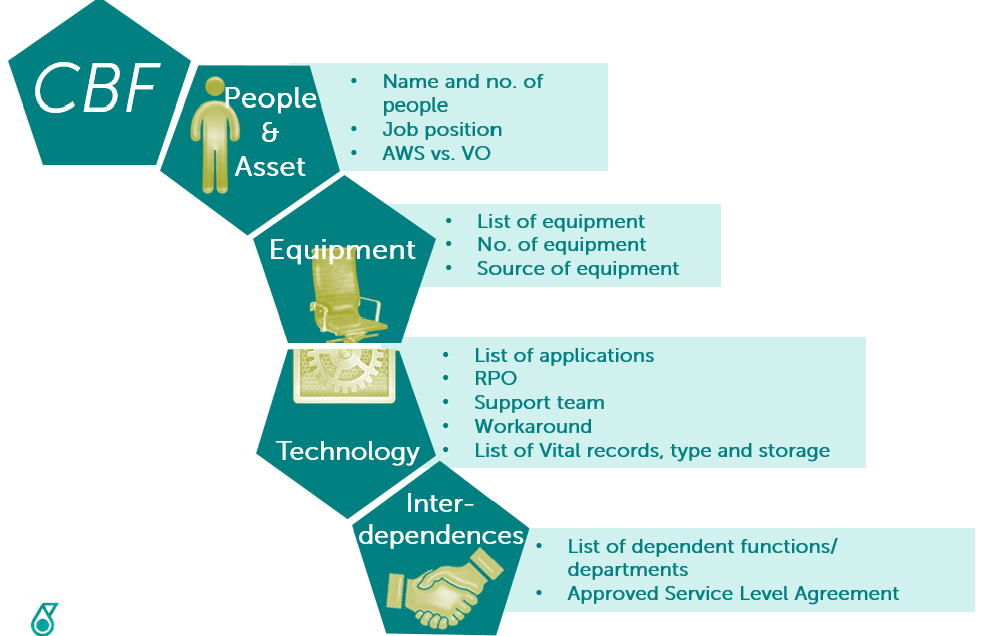 CBF
People
&
Asset
• Name and no. of
people
• Job position
• AWS vs. VO
Equipment
• List of equipment
• No. of equipment
• Source of equipment
Technology
• List of applications
• RPO
• Support team
• Workaround
• List of Vital records, type and storage
Inter-
dependences
• List of dependent functions/
departments
• Approved Service Level Agreement